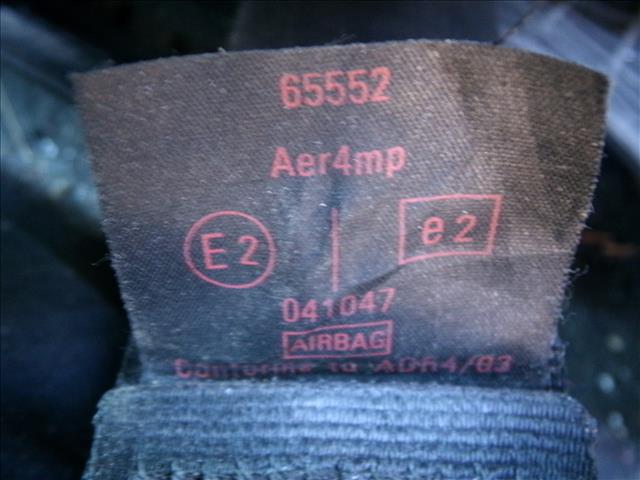 65552
Aer4mp
E2 e2
041047
AIRBAG
Conforms to ADR4/03